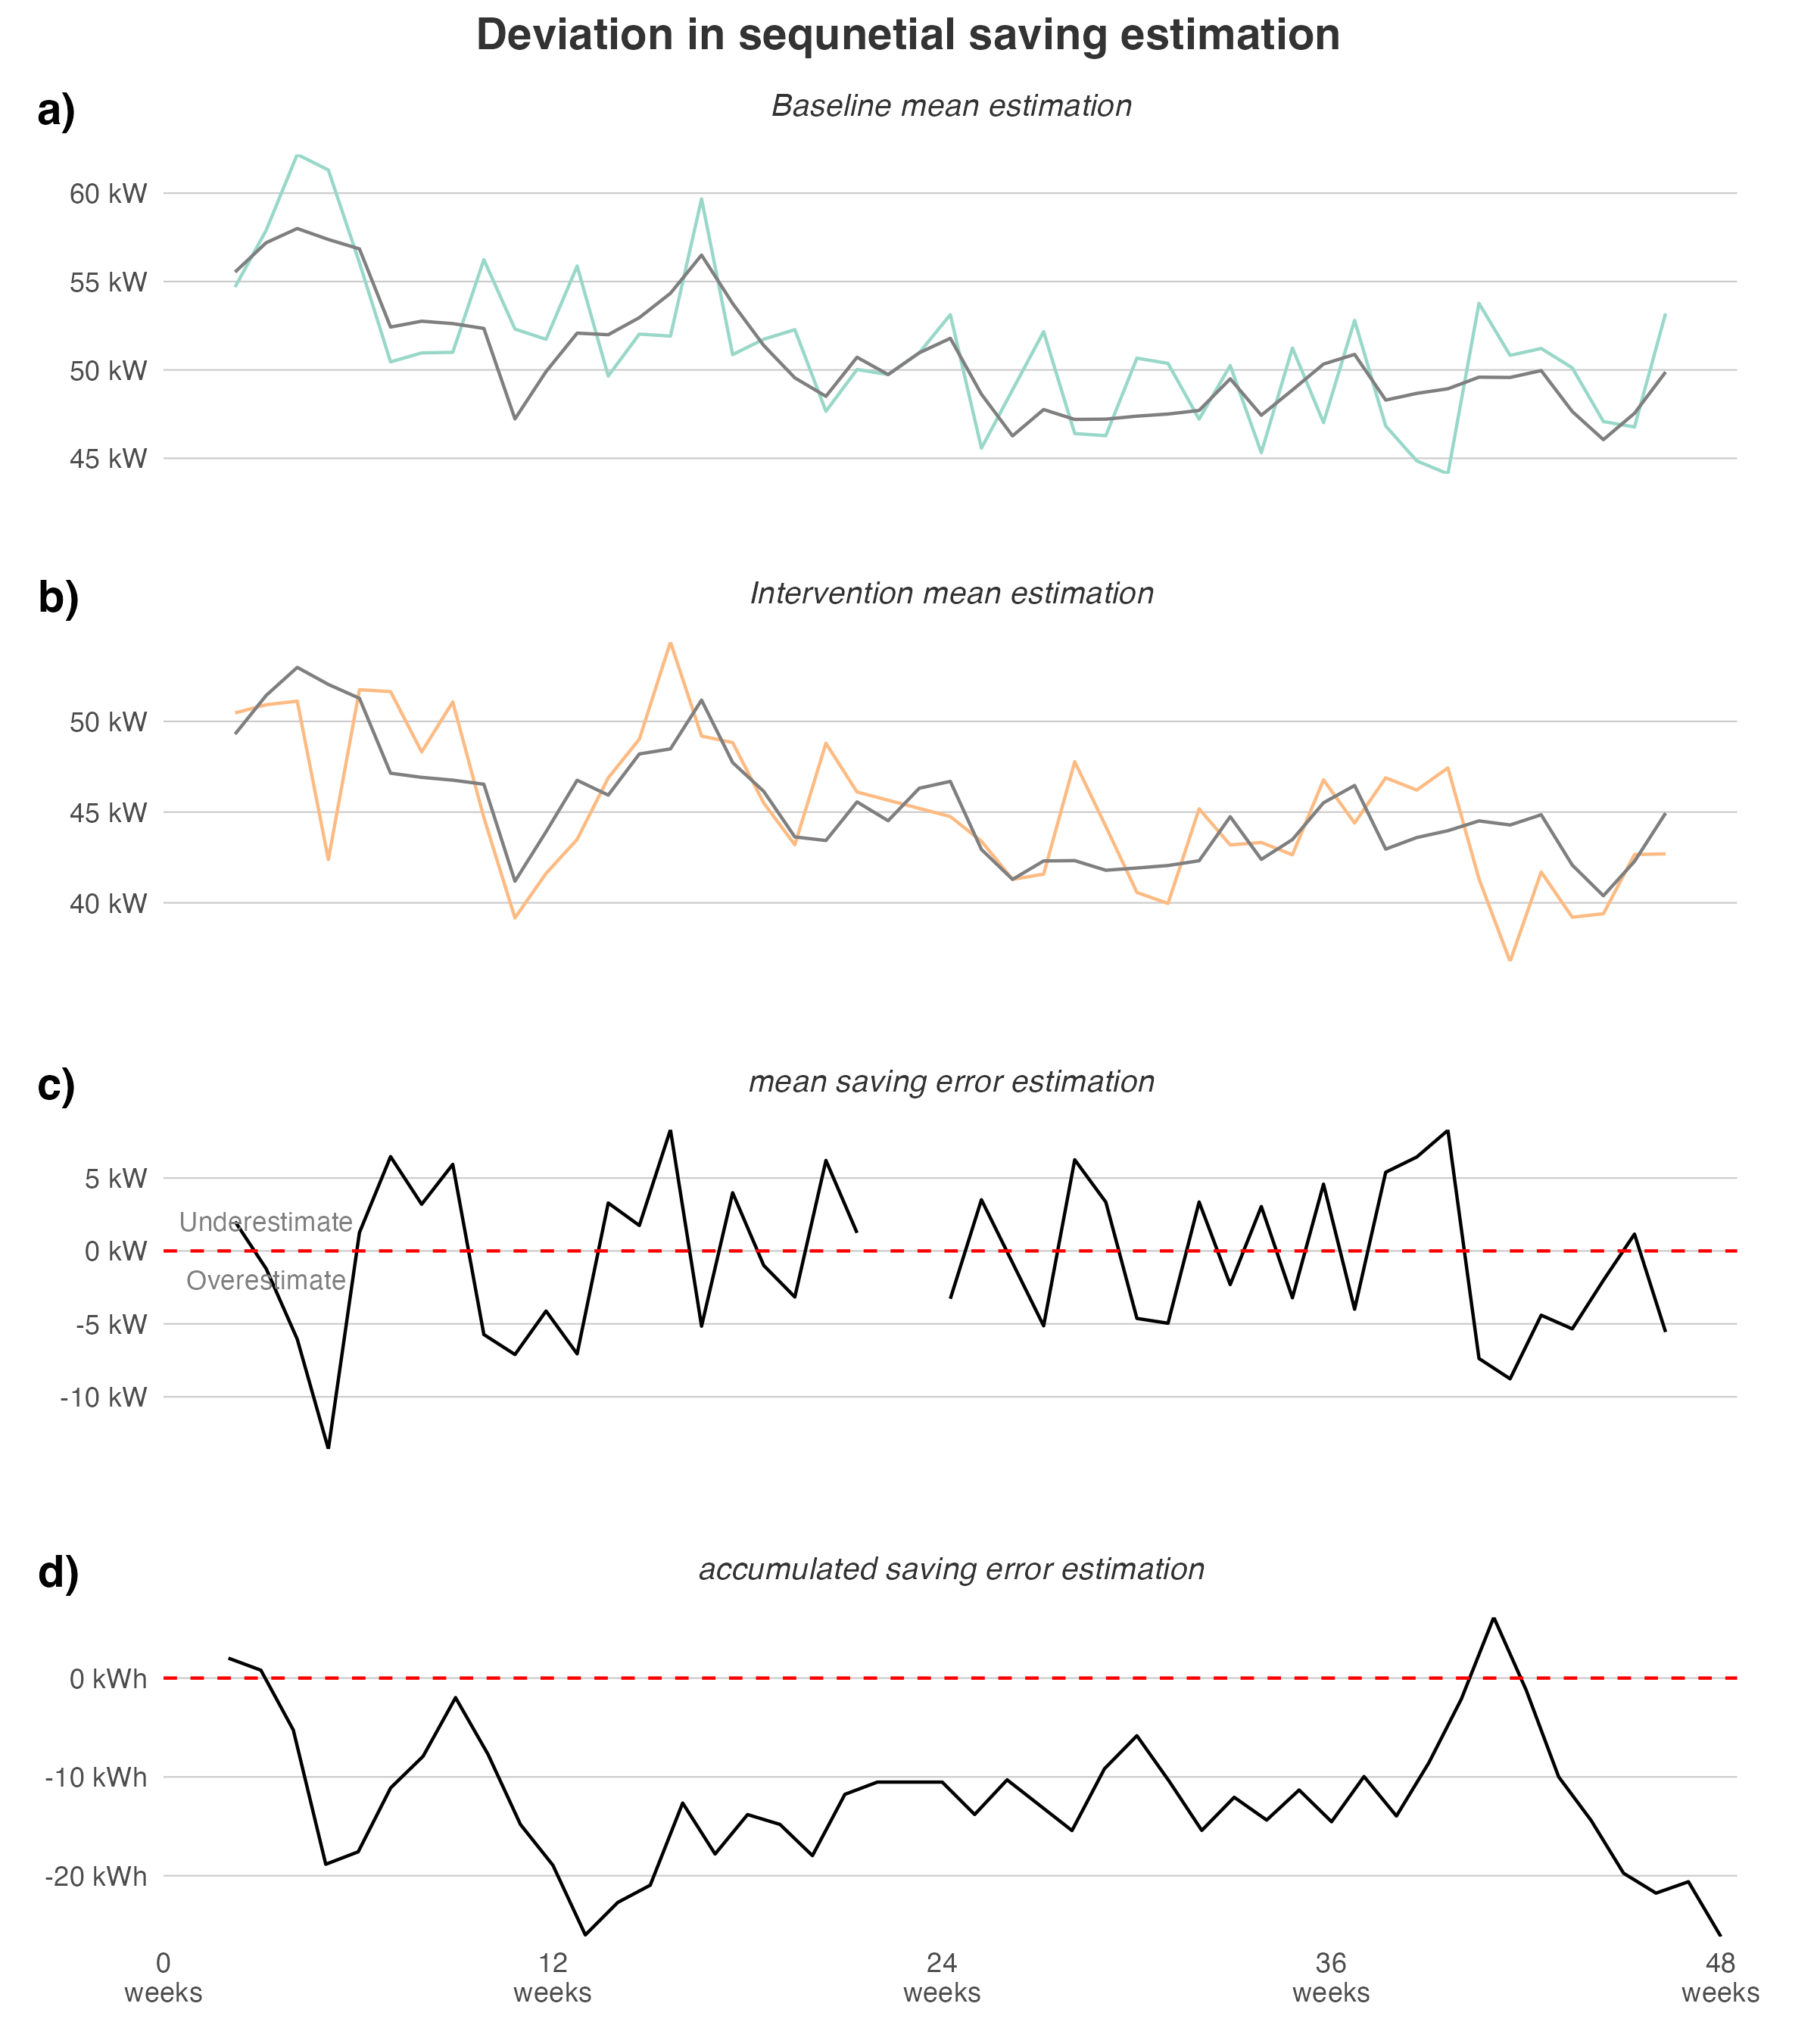 Deviation in sequnetial saving estimation
a)
Baseline mean estimation
60 kW
55 kW
50 kW
45 kW
b)
Intervention mean estimation
50 kW
45 kW
40 kW
c)
mean saving error estimation
5 kW
Underestimate
0 kW
Overestimate
-5 kW
-10 kW
d)
accumulated saving error estimation
0 kWh
-10 kWh
-20 kWh
0 12 24 36 48
weeks weeks weeks weeks weeks